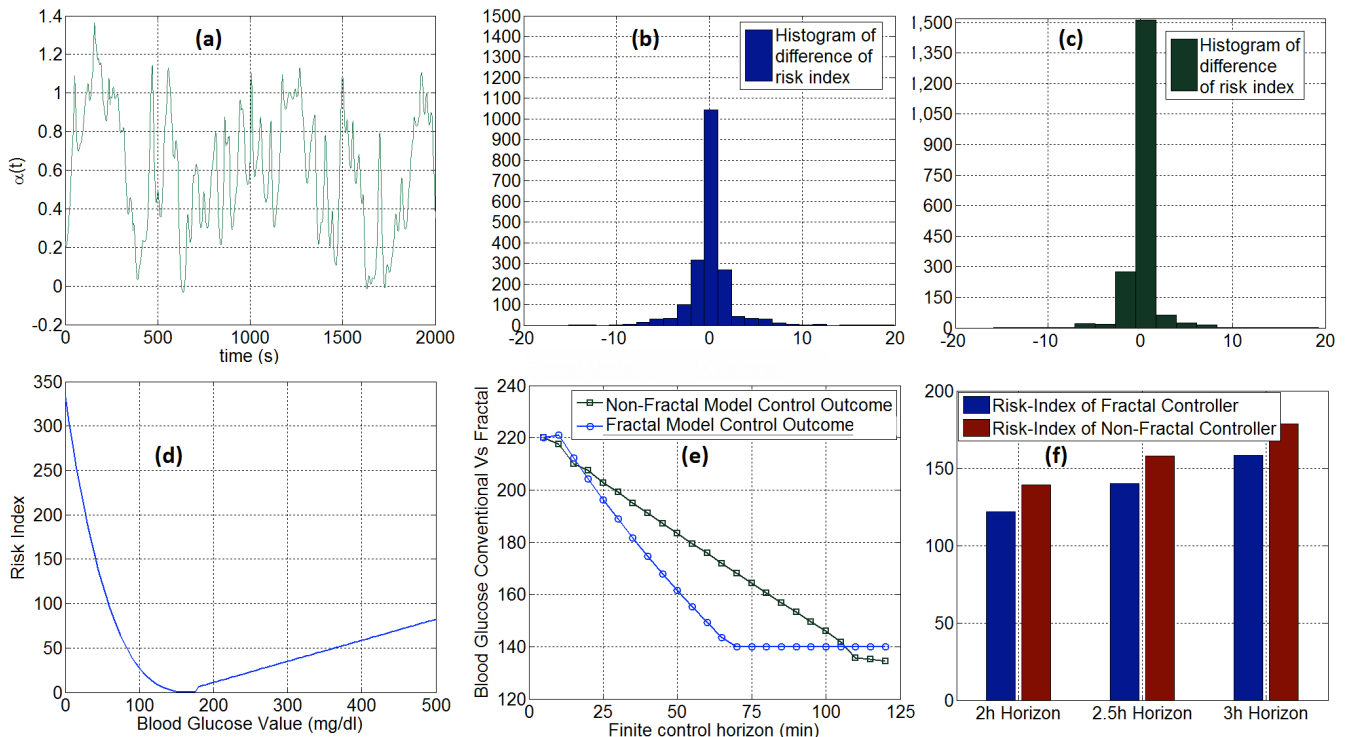 1.4
1.2
1
0.8
0.6
0.4
0.2
0
-0.2
α(t)
(a)
0 500 1000 1500 2000
time (s)
1500
1400
1300
1200
1100
1000
900
800
700
600
500
400
300
200
100
0
(b)
Histogram of
difference of
risk index
-20 -10 0 10 20
1,500
1,350
1,200
1,050
900
750
600
450
300
150
0
(c)
Histogram of
difference
of risk index
-20 -10 0 10 20
350
300
250
200
150
100
50
0
Risk Index
(d)
0 100 200 300 400 500
Blood Glucose Value (mg/dl)
240
220
200
180
160
140
120
Blood Glucose Conventional Vs Fractal
Non-Fractal Model Control Outcome
Fractal Model Control Outcome
(e)
0 25 50 75 100 125
Finite control horizon (min)
200
150
100
50
0
Risk-Index of Fractal Controller
Risk-Index of Non-Fractal Controller
(f)
2h Horizon 2.5h Horizon 3h Horizon